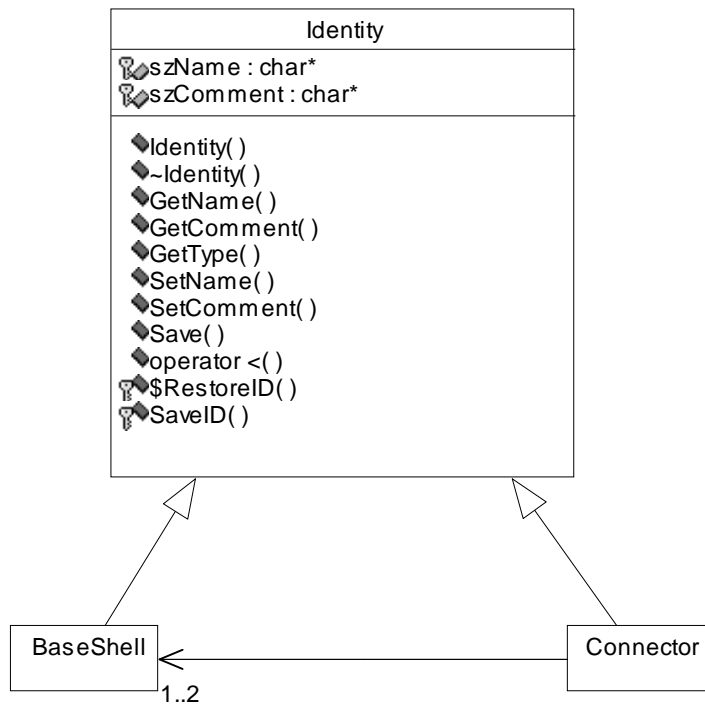 Identity
szName : char*
szComment : char*
Identity( )
~Identity( )
GetName( )
GetComment( )
GetType( )
SetName( )
SetComment( )
Save( )
operator <( )
$RestoreID( )
SaveID( )
BaseShell
Connector
1..2